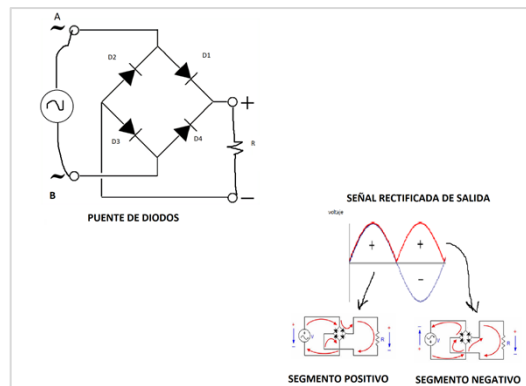 A
~
D2
D1
+
D3
D4
R
~
B
−
PUENTE DE DIODOS
SEÑAL RECTIFICADA DE SALIDA
voltaje
+
+
−
V
R
V
R
SEGMENTO POSITIVO
SEGMENTO NEGATIVO